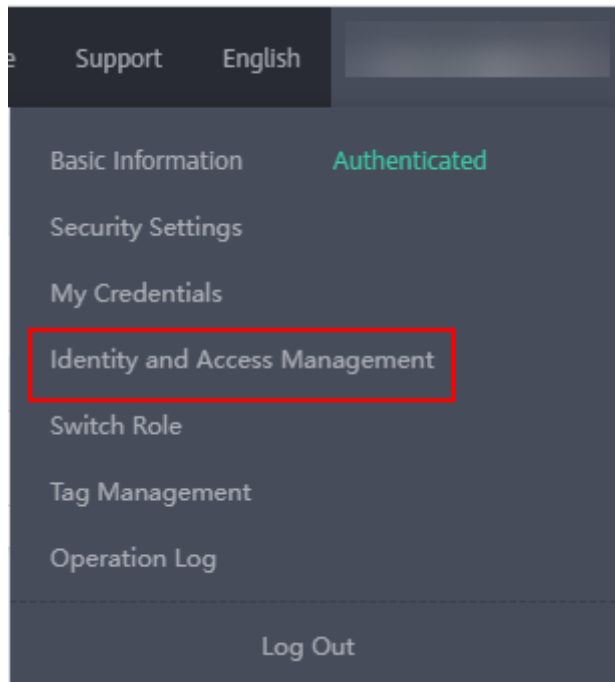 Support English
Basic Information Authenticated
Security Settings
My Credentials
Identity and Access Management
Switch Role
Tag Management
Operation Log
Log Out